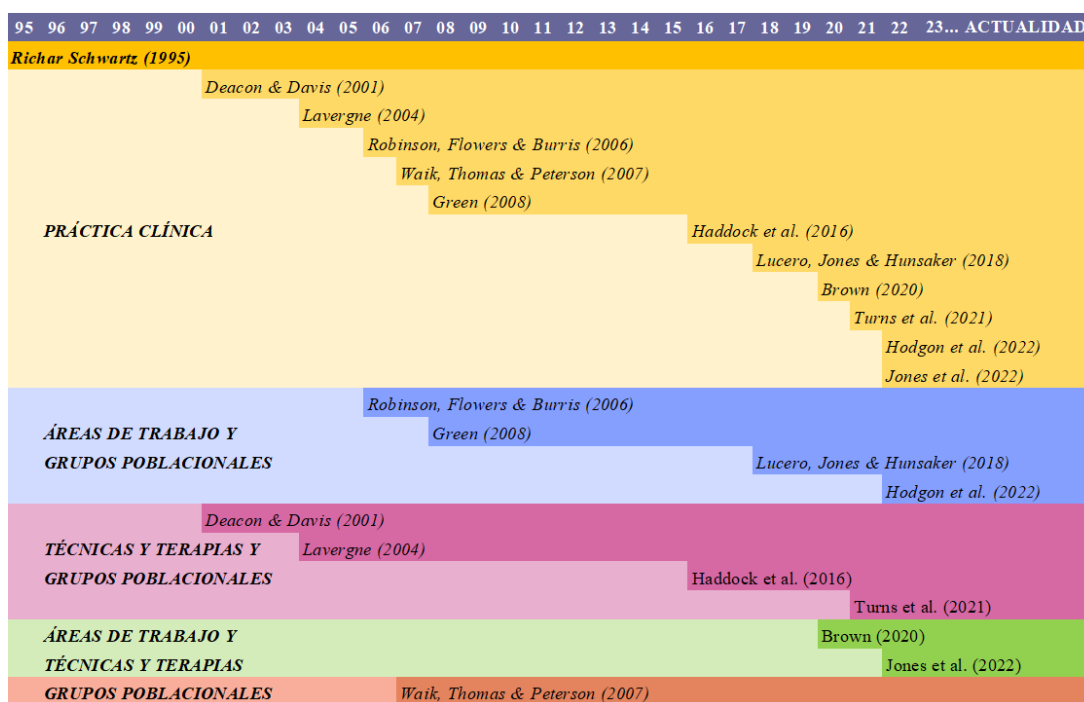 95 96 97 98 99 00 01 02 03 04 05 06 07 08 09 10 11 12 13 14 15 16 17 18 19 20 21 22 23... ACTUALIDAD
Richar Schwartz (1995)
Deacon & Davis (2001)
Lavergne (2004)
Robinson, Flowers & Burris (2006)
Waik, Thomas & Peterson (2007)
Green (2008)
PRÁCTICA CLÍNICA Haddock et al. (2016)
Lucero, Jones & Hunsaker (2018)
Brown (2020)
Turns et al. (2021)
Hodgon et al. (2022)
Jones et al. (2022)
Robinson, Flowers & Burris (2006)
ÁREAS DE TRABAJO Y Green (2008)
GRUPOS POBLACIONALES Lucero, Jones & Hunsaker (2018)
Hodgon et al. (2022)
Deacon & Davis (2001)
TÉCNICAS Y TERAPIAS Y Lavergne (2004)
GRUPOS POBLACIONALES Haddock et al. (2016)
Turns et al. (2021)
ÁREAS DE TRABAJO Y Brown (2020)
TÉCNICAS Y TERAPIAS Jones et al. (2022)
GRUPOS POBLACIONALES Waik, Thomas & Peterson (2007)